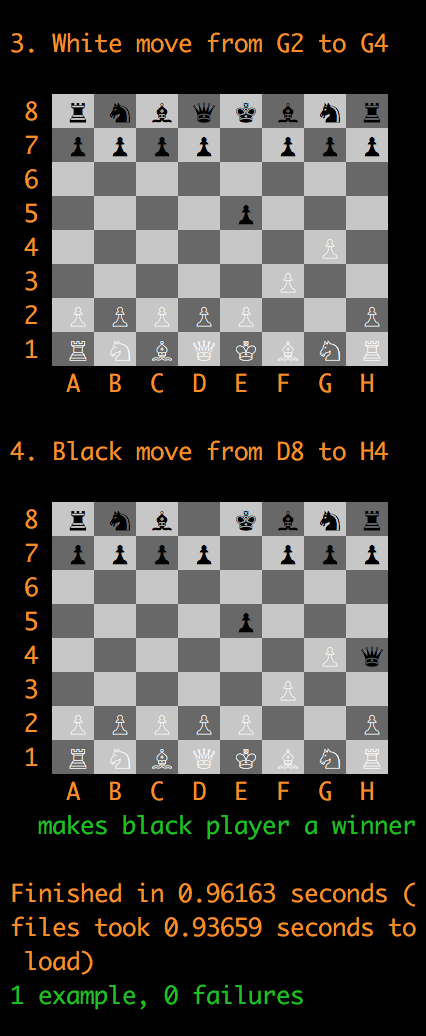 3. White move from G2 to G4
8
7
6
5
4
3
2
1
A B C D E F G H
4. Black move from D8 to H4
8
7
6
5
4
3
2
1
A B C D E F G H
makes black player a winner
Finished in 0.96163 seconds (
files took 0.93659 seconds to
load)
1 example, 0 failures